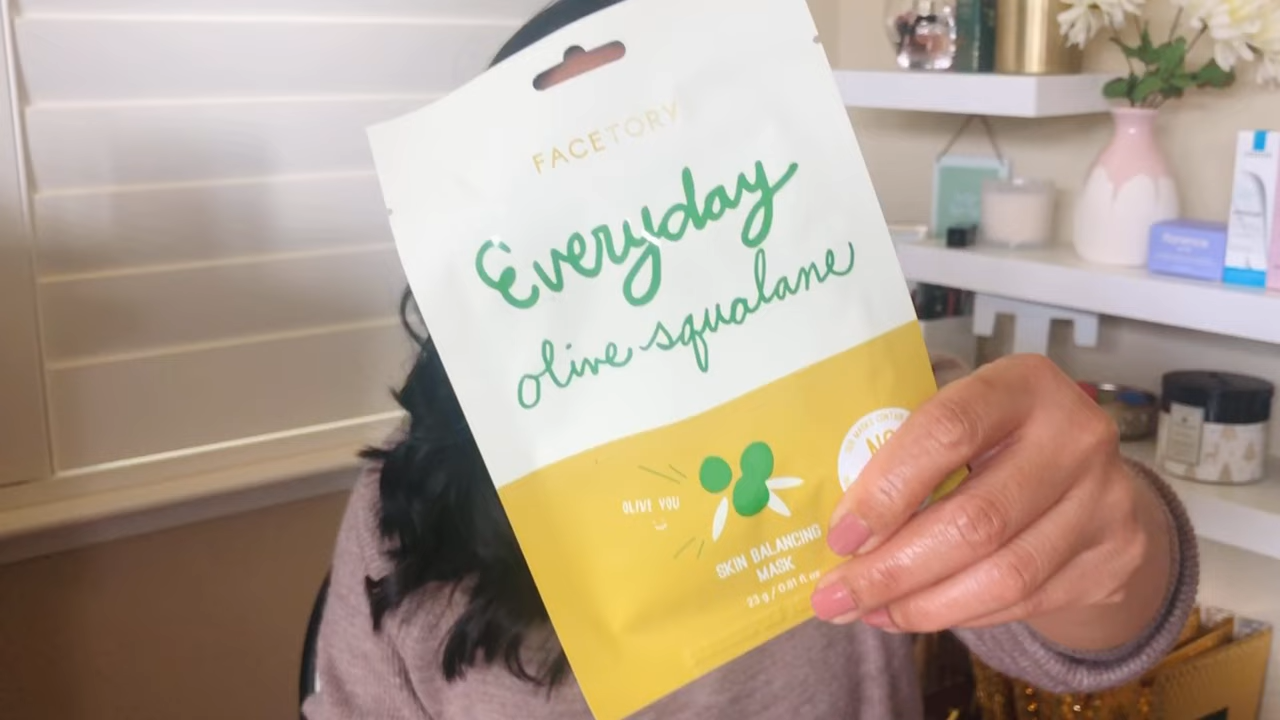 FACETORY
Everyday
olive squalane
OLIVE YOU
SKIN BALANCING
MASK
23 g / 0.81 fl. oz